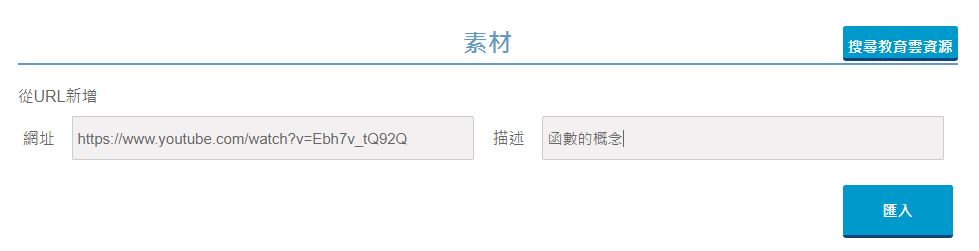 素材
搜尋教育雲資源
從URL新增
網址 https://www.youtube.com/watch?v=Ebh7v_tQ92Q 描述 函數的概念
匯入